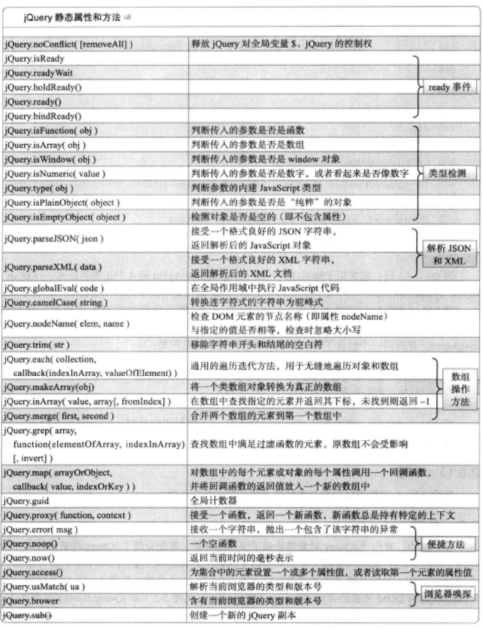 jQuery 静态属性和方法
jQuery.noConflict( [removeAll] ) 释放 jQuery 对全局变量 $、jQuery 的控制权
jQuery.isReady
jQuery.readyWait
jQuery.holdReady() ready 事件
jQuery.ready()
jQuery.bindReady()
jQuery.isFunction( obj ) 判断传入的参数是否是函数
jQuery.isArray( obj ) 判断传入的参数是否是数组
jQuery.isWindow( obj ) 判断传入的参数是否是 window 对象
jQuery.isNumeric( value ) 判断传入的参数是否是数字，或者看起来是否像数字 类型检测
jQuery.type( obj ) 判断参数的内建 JavaScript 类型
jQuery.isPlainObject( object ) 判断传入的参数是否是“纯粹”的对象
jQuery.isEmptyObject( object ) 检测对象是否是空的（即不包含属性）
jQuery.parseJSON( json ) 接受一个格式良好的 JSON 字符串，
返回解析后的 JavaScript 对象 解析 JSON
jQuery.parseXML( data ) 接受一个格式良好的 XML 字符串， 和 XML
返回解析后的 XML 文档
jQuery.globalEval( code ) 在全局作用域中执行 JavaScript 代码
jQuery.camelCase( string ) 转换连字符式的字符串为驼峰式
jQuery.nodeName( elem, name ) 检查 DOM 元素的节点名称（即属性 nodeName）
与指定的值是否相等，检查时忽略大小写
jQuery.trim( str ) 移除字符串开头和结尾的空白符
jQuery.each( collection,
callback(indexInArray, valueOfElement) ) 通用的遍历迭代方法，用于无缝地遍历对象和数组 数组
jQuery.makeArray(obj) 将一个类数组对象转换为真正的数组 操作
jQuery.inArray( value, array[, fromIndex] ) 在数组中查找指定的元素并返回其下标，未找到则返回 -1 方法
jQuery.merge( first, second ) 合并两个数组的元素到第一个数组中
jQuery.grep( array,
function(elementOfArray, indexInArray) 查找数组中满足过滤函数的元素，原数组不会受影响
[, invert] )
jQuery.map( arrayOrObject, 对数组中的每个元素或对象的每个属性调用一个回调函数，
callback( value, indexOrKey ) ) 并将回调函数的返回值放入一个新的数组中
jQuery.guid 全局计数器
jQuery.proxy( function, context ) 接受一个函数，返回一个新函数，新函数总是持有特定的上下文
jQuery.error( msg ) 接收一个字符串，抛出一个包含了该字符串的异常
jQuery.noop() 一个空函数 便捷方法
jQuery.now() 返回当前时间的毫秒表示
jQuery.access() 为集合中的元素设置一个或多个属性值，或者读取第一个元素的属性值
jQuery.usMatch( ua ) 解析当前浏览器的类型和版本号 浏览器嗅探
jQuery.brower 含有当前浏览器的类型和版本号
jQuery.sub() 创建一个新的 jQuery 副本